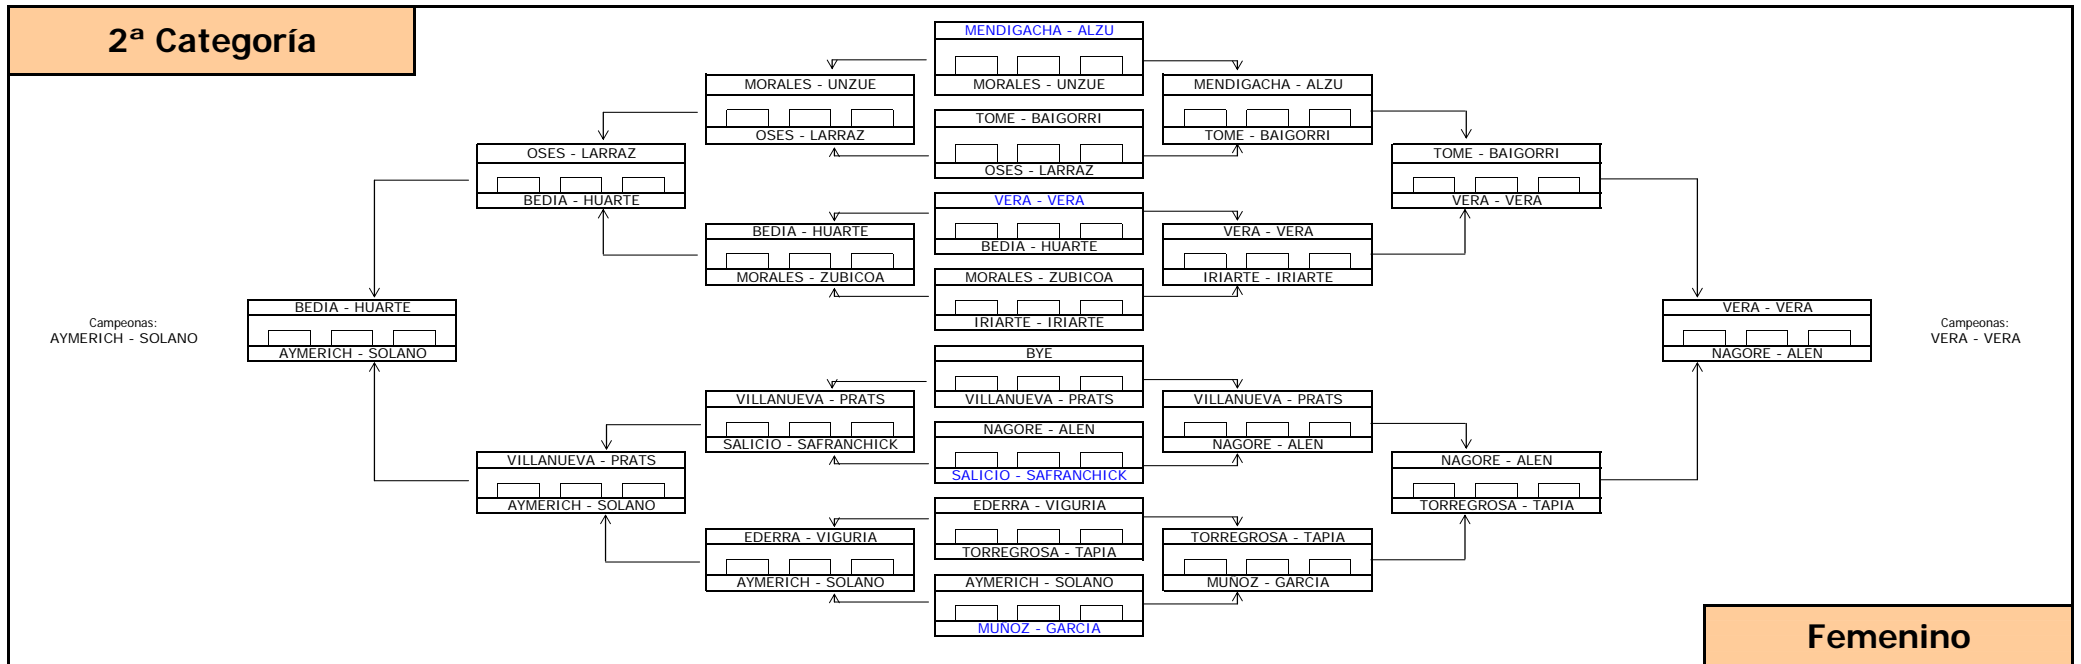 2ª Categoría
MENDIGACHA - ALZU
MORALES - UNZUE
TOME - BAIGORRI
OSES - LARRAZ
VERA - VERA
BEDIA - HUARTE
MORALES - ZUBICOA
IRIARTE - IRIARTE
BYE
VILLANUEVA - PRATS
NAGORE - ALEN
SALICIO - SAFRANCHICK
EDERRA - VIGURIA
TORREGROSA - TAPIA
AYMERICH - SOLANO
MUÑOZ - GARCIA
MORALES - UNZUE
OSES - LARRAZ
BEDIA - HUARTE
MORALES - ZUBICOA
VILLANUEVA - PRATS
SALICIO - SAFRANCHICK
EDERRA - VIGURIA
AYMERICH - SOLANO
OSES - LARRAZ
BEDIA - HUARTE
VILLANUEVA - PRATS
AYMERICH - SOLANO
BEDIA - HUARTE
AYMERICH - SOLANO
Campeonas:
AYMERICH - SOLANO
MENDIGACHA - ALZU
TOME - BAIGORRI
VERA - VERA
IRIARTE - IRIARTE
VILLANUEVA - PRATS
NAGORE - ALEN
TORREGROSA - TAPIA
MUÑOZ - GARCIA
TOME - BAIGORRI
VERA - VERA
NAGORE - ALEN
TORREGROSA - TAPIA
VERA - VERA
NAGORE - ALEN
Campeonas:
VERA - VERA
Femenino